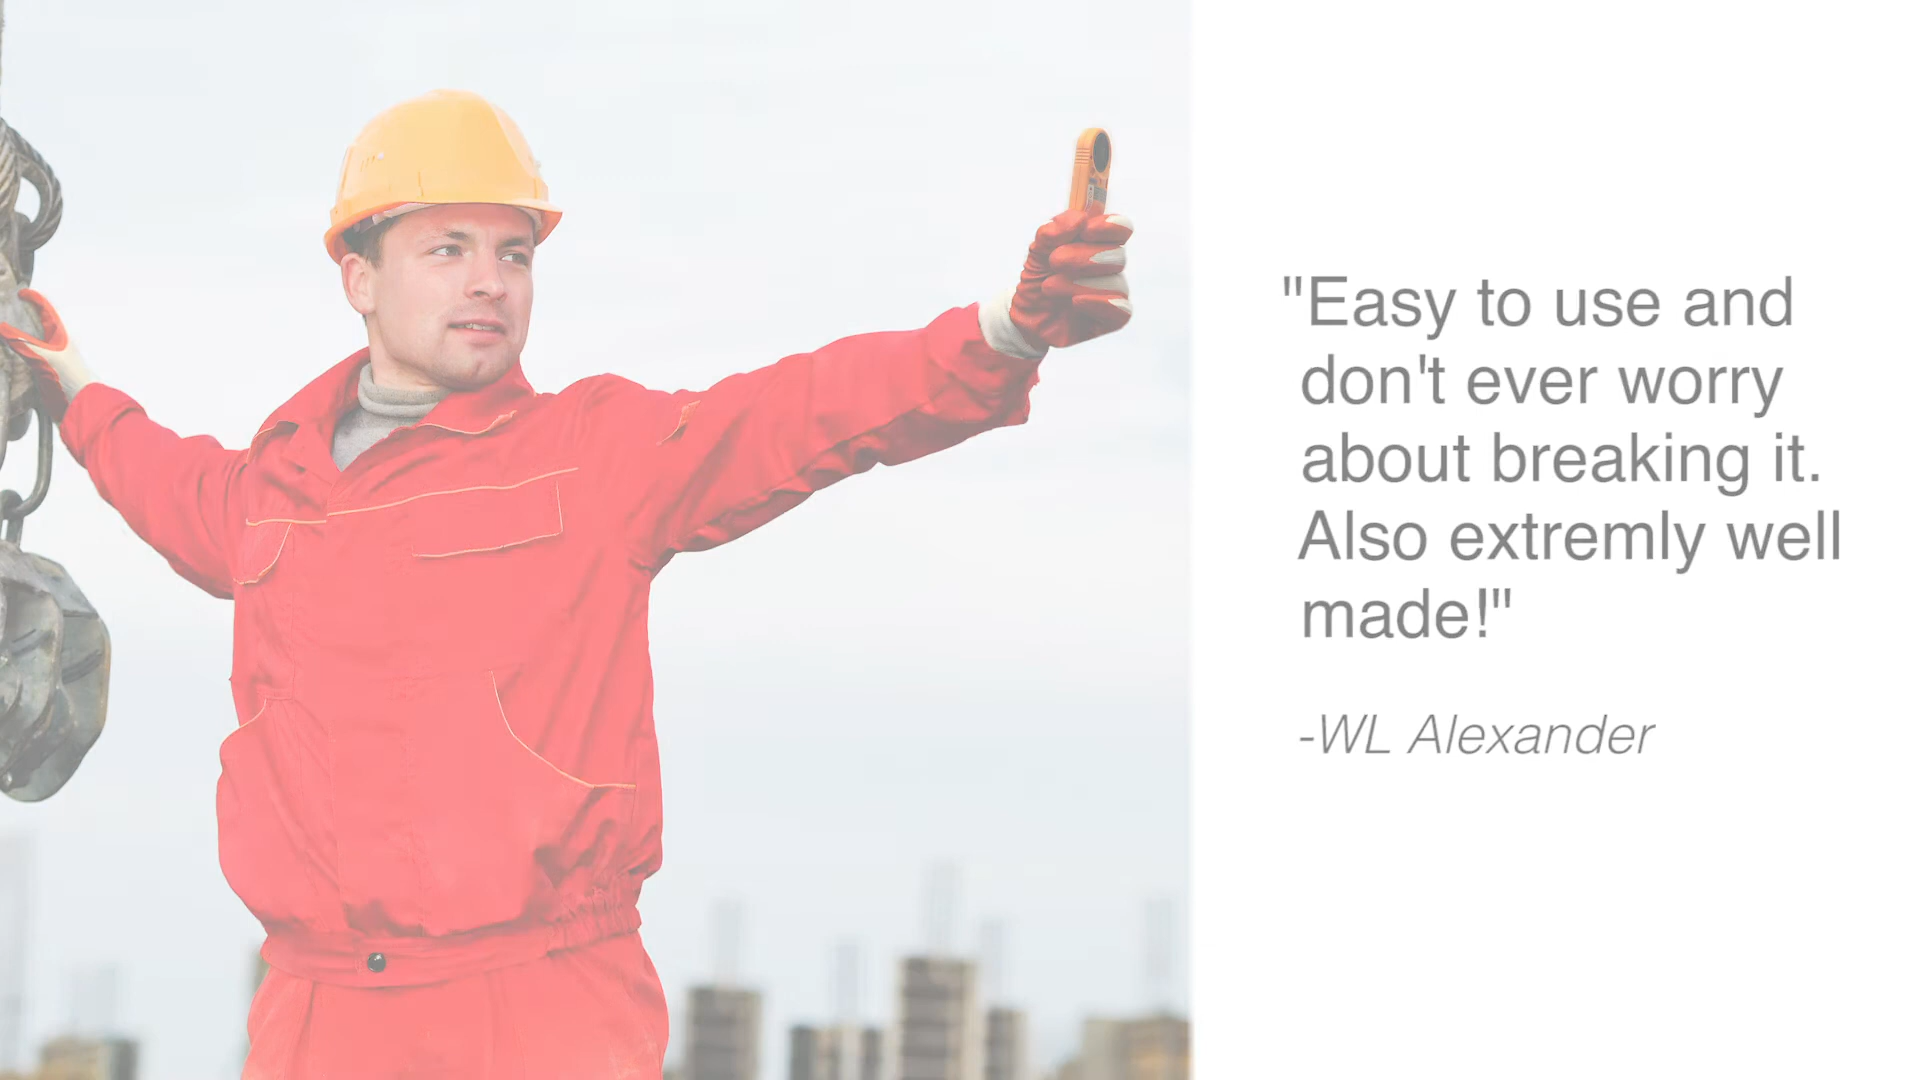 "Easy to use and
don't ever worry
about breaking it.
Also extremly well
made!"
-WL Alexander